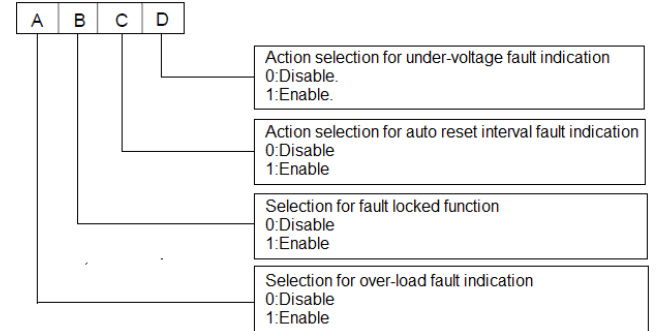 A B C D
Action selection for under-voltage fault indication
0:Disable.
1:Enable.
Action selection for auto reset interval fault indication
0:Disable
1:Enable
Selection for fault locked function
0:Disable
1:Enable
Selection for over-load fault indication
0:Disable
1:Enable